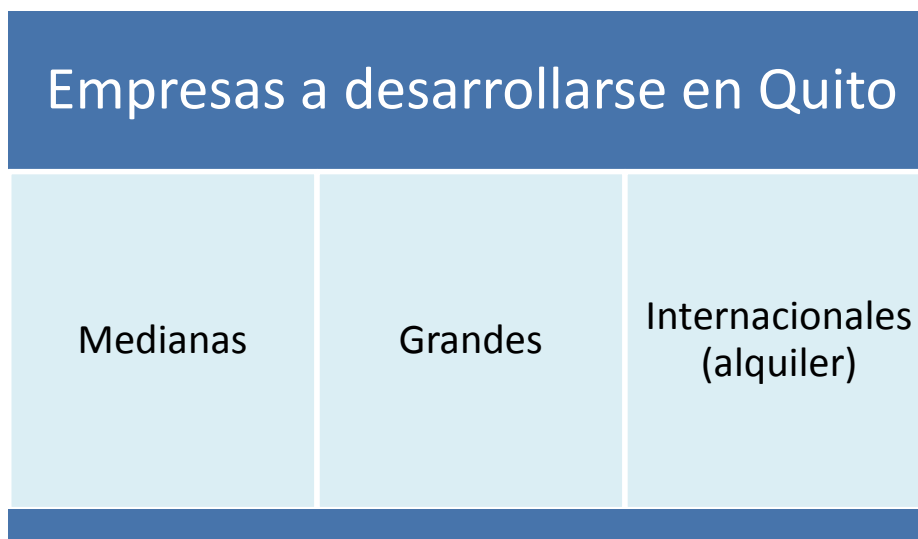 Empresas a desarrollarse en Quito
Medianas
Grandes
Internacionales
(alquiler)